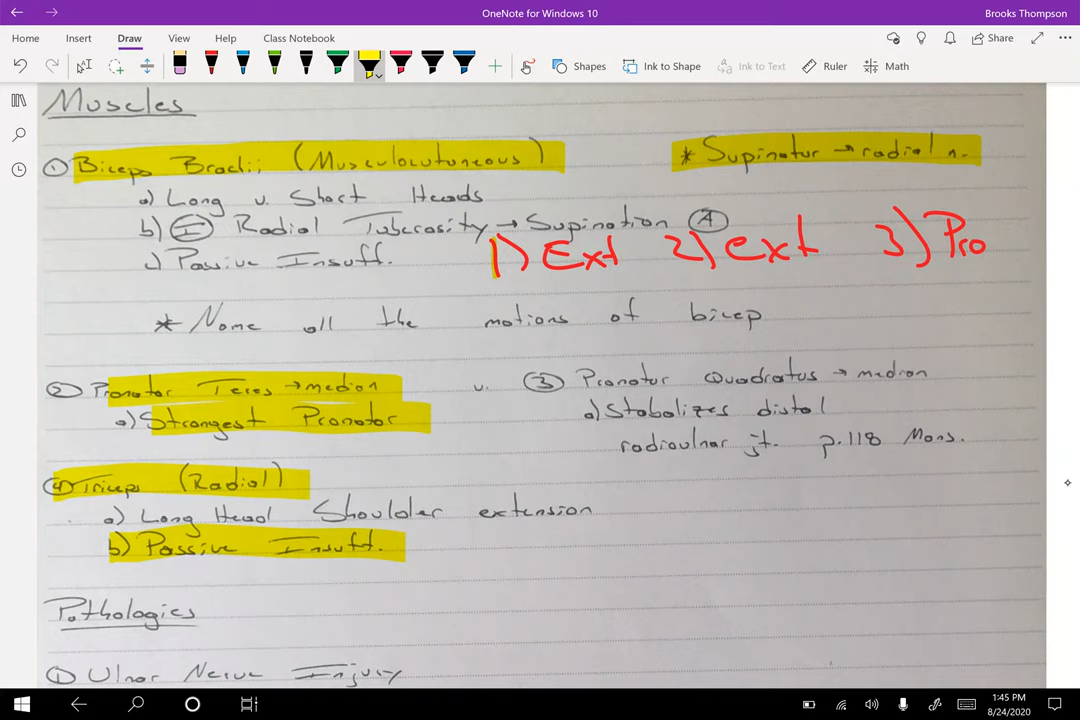 OneNote for Windows 10
Brooks Thompson
Home Insert Draw View Help Class Notebook
Share
Shapes Ink to Shape Ink to Text Ruler Math
Muscles
① Biceps Bracii (Musculocutaneous) * Supinator → radial n.
a) Long v. Short Heads
b) Ⓘ Radial Tuberosity → Supination Ⓐ
c) Passive Insuff. 1) Ext 2) ext 3) Pro
* Name all the motions of bicep
② Pronator Teres → median v. ③ Pronator Quadratus → median
a) Strongest Pronator a) Stabolizes distal
radioulnar jt. p.118 Mans.
④ Triceps (Radial)
a) Long Head Shoulder extension
b) Passive Insuff.
Pathologies
① Ulnar Nerve Injury
1:45 PM
8/24/2020